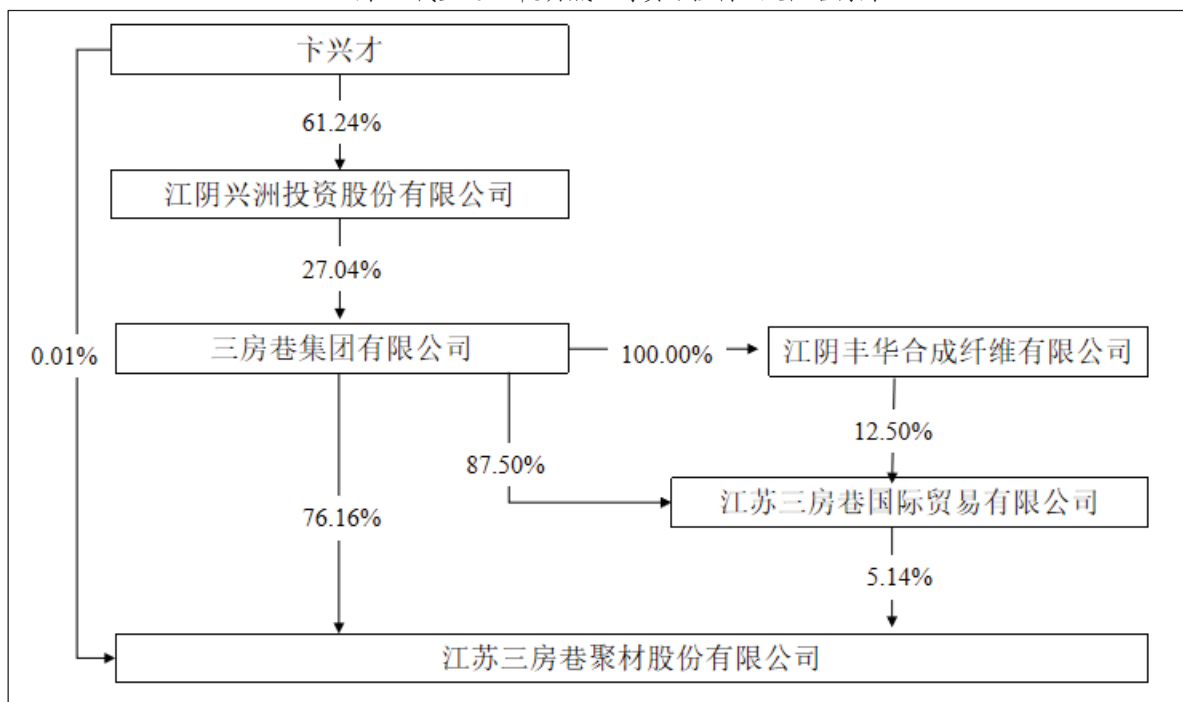 卞兴才
61.24%
江阴兴洲投资股份有限公司
27.04%
三房巷集团有限公司
100.00%
江阴丰华合成纤维有限公司
0.01%
12.50%
87.50%
江苏三房巷国际贸易有限公司
76.16%
5.14%
江苏三房巷聚材股份有限公司